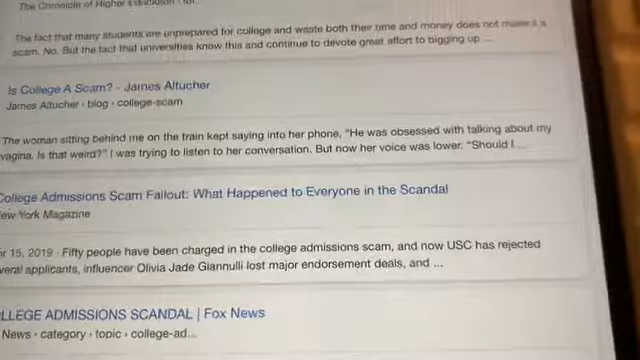 The Chronicle of Higher Education
The fact that many students are unprepared for college and waste both their time and money does not make it a
scam. No. But the fact that universities know this and continue to devote great effort to bigging up ...
Is College A Scam? - James Altucher
James Altucher › blog › college-scam
The woman sitting behind me on the train kept saying into her phone, "He was obsessed with talking about my
vagina. Is that weird?" I was trying to listen to her conversation. But now her voice was lower. "Should I ...
College Admissions Scam Fallout: What Happened to Everyone in the Scandal
ew York Magazine
r 15, 2019 · Fifty people have been charged in the college admissions scam, and now USC has rejected
veral applicants, influencer Olivia Jade Giannulli lost major endorsement deals, and ...
LLEGE ADMISSIONS SCANDAL | Fox News
News › category › topic › college-ad...